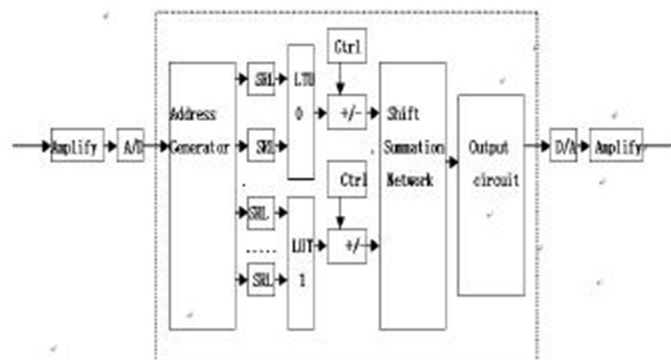 Ctrl
SRL
LTU
0
Address
Generator
+/-
Shift
Summation
Network
Amplify
A/D
SRL
Output
circuit
D/A
Amplify
Ctrl
SRL
.....
LUT
1
+/
SRL